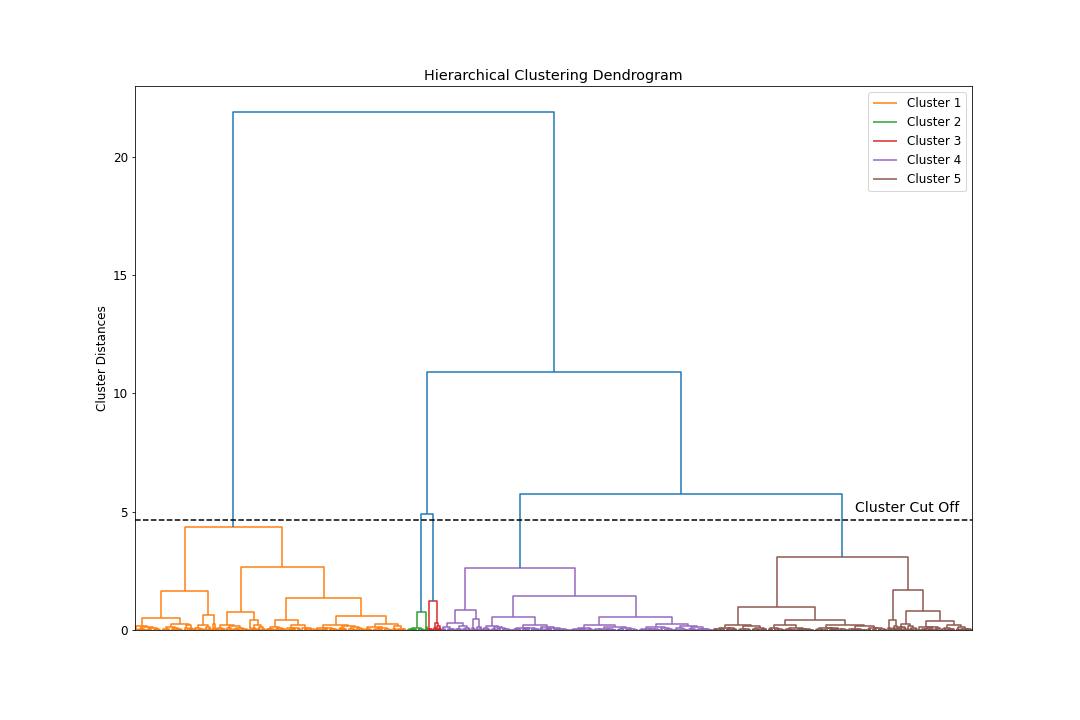 Hierarchical Clustering Dendrogram
Cluster 1
Cluster 2
Cluster 3
Cluster 4
Cluster 5
20
15
10
5
0
Cluster Distances
Cluster Cut Off